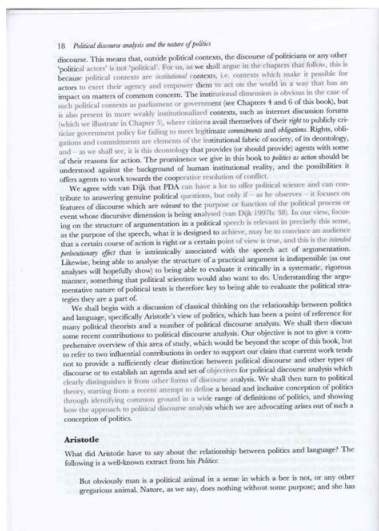 18 Political discourse analysis and the nature of politics
discourse. This means that, outside political contexts, the discourse of politicians or any other
'political actors' is not 'political'. For us, as we shall argue in the chapters that follow, this is
because political contexts are institutional contexts, i.e. contexts which make it possible for
actors to exert their agency and empower them to act on the world in a way that has an
impact on matters of common concern. The institutional dimension is obvious in the case of
such political contexts as parliament or government (see Chapters 4 and 6 of this book), but
is also present in more weakly institutionalized contexts, such as internet discussion forums
(which we illustrate in Chapter 5), where citizens avail themselves of their right to publicly cri-
ticize government policy for failing to meet legitimate commitments and obligations. Rights, obli-
gations and commitments are elements of the institutional fabric of society, of its deontology,
and – as we shall see, it is this deontology that provides (or should provide) agents with some
of their reasons for action. The prominence we give in this book to politics as action should be
understood against the background of human institutional reality, and the possibilities it
offers agents to work towards the cooperative resolution of conflict.
We agree with van Dijk that PDA can have a lot to offer political science and can con-
tribute to answering genuine political questions, but only if – as he observes – it focuses on
features of discourse which are relevant to the purpose or function of the political process or
event whose discursive dimension is being analysed (van Dijk 1997b: 38). In our view, focus-
ing on the structure of argumentation in a political speech is relevant in precisely this sense,
as the purpose of the speech, what it is designed to achieve, may be to convince an audience
that a certain course of action is right or a certain point of view is true, and this is the intended
perlocutionary effect that is intrinsically associated with the speech act of argumentation.
Likewise, being able to analyse the structure of a practical argument is indispensible (as our
analyses will hopefully show) to being able to evaluate it critically in a systematic, rigorous
manner, something that political scientists would also want to do. Understanding the argu-
mentative nature of political texts is therefore key to being able to evaluate the political stra-
tegies they are a part of.
We shall begin with a discussion of classical thinking on the relationship between politics
and language, specifically Aristotle's view of politics, which has been a point of reference for
many political theorists and a number of political discourse analysts. We shall then discuss
some recent contributions to political discourse analysis. Our objective is not to give a com-
prehensive overview of this area of study, which would be beyond the scope of this book, but
to refer to two influential contributions in order to support our claim that current work tends
not to provide a sufficiently clear distinction between political discourse and other types of
discourse or to establish an agenda and set of objectives for political discourse analysis which
clearly distinguishes it from other forms of discourse analysis. We shall then turn to political
theory, starting from a recent attempt to define a broad and inclusive conception of politics
through identifying common ground in a wide range of definitions of politics, and showing
how the approach to political discourse analysis which we are advocating arises out of such a
conception of politics.
Aristotle
What did Aristotle have to say about the relationship between politics and language? The
following is a well-known extract from his Politics:
But obviously man is a political animal in a sense in which a bee is not, or any other
gregarious animal. Nature, as we say, does nothing without some purpose; and she has